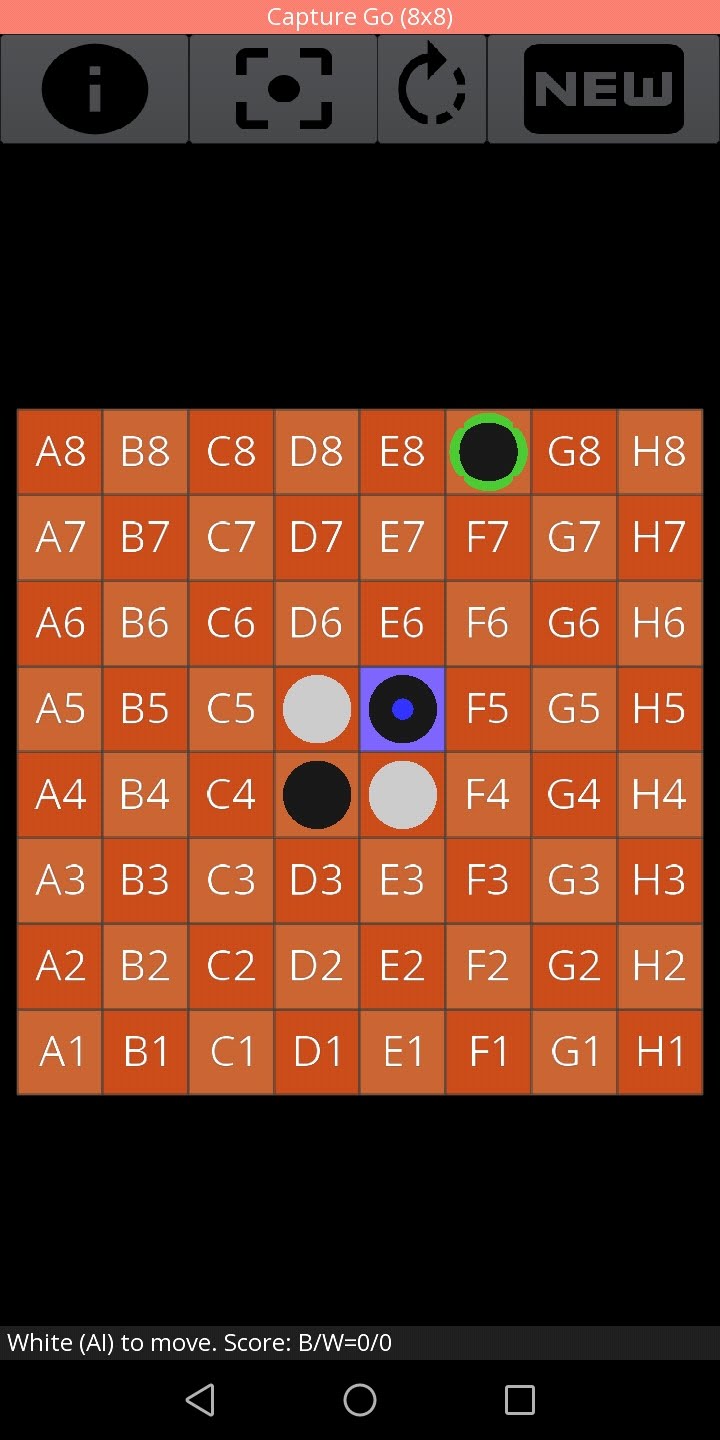 Capture Go (8x8)
i NEW
A8 B8 C8 D8 E8 G8 H8
A7 B7 C7 D7 E7 F7 G7 H7
A6 B6 C6 D6 E6 F6 G6 H6
A5 B5 C5 F5 G5 H5
A4 B4 C4 F4 G4 H4
A3 B3 C3 D3 E3 F3 G3 H3
A2 B2 C2 D2 E2 F2 G2 H2
A1 B1 C1 D1 E1 F1 G1 H1
White (AI) to move. Score: B/W=0/0